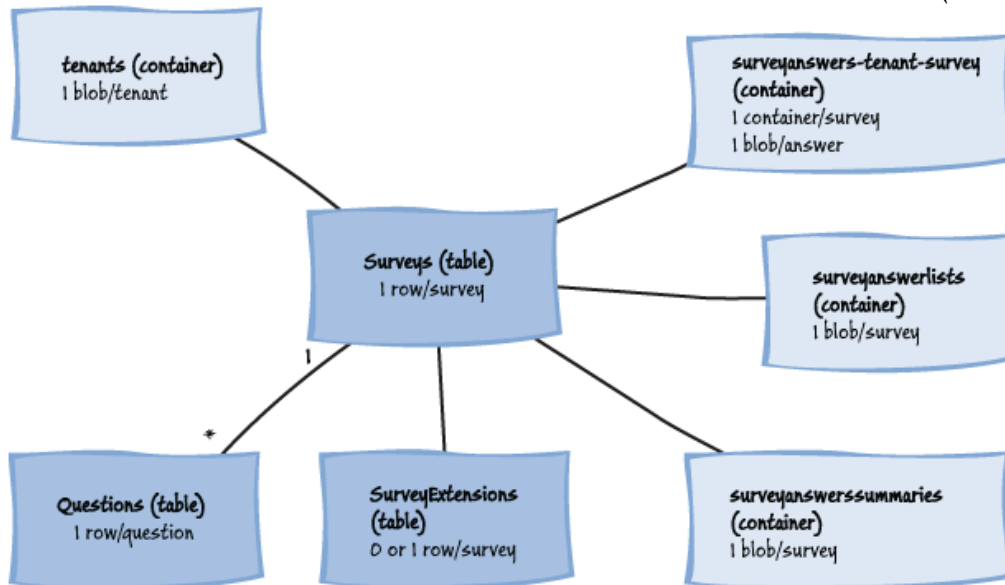 tenants (container)
1 blob/tenant
surveyanswers-tenant-survey
(container)
1 container/survey
1 blob/answer
Surveys (table)
1 row/survey
surveyanswerlists
(container)
1 blob/survey
1
*
Questions (table)
1 row/question
SurveyExtensions
(table)
0 or 1 row/survey
surveyanswerssummaries
(container)
1 blob/survey